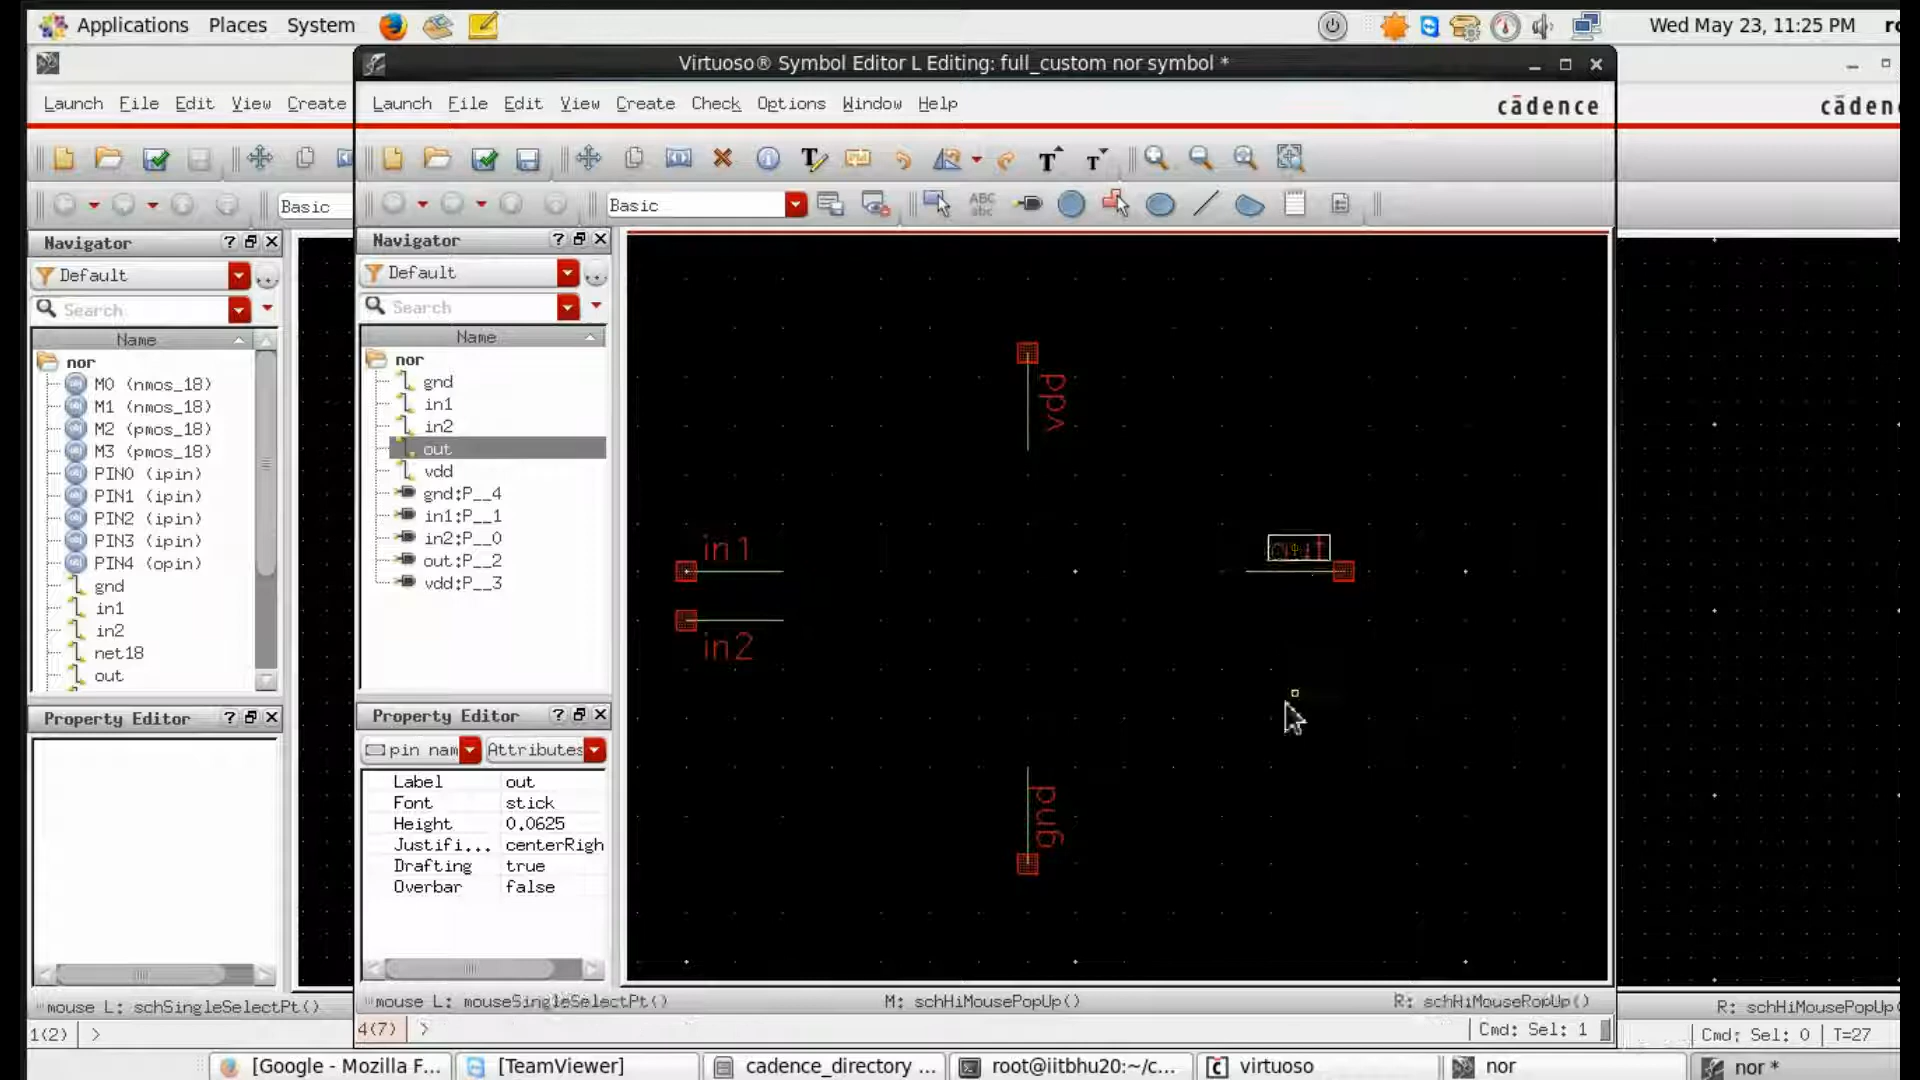 Applications Places System
Wed May 23, 11:25 PM
Virtuoso® Symbol Editor L Editing: full_custom nor symbol *
Launch File Edit View Create
Launch File Edit View Create Check Options Window Help
cādence
Basic
Basic
ABC
abc
Navigator
Default
Search
Name
nor
M0 (nmos_18)
M1 (nmos_18)
M2 (pmos_18)
M3 (pmos_18)
PIN0 (ipin)
PIN1 (ipin)
PIN2 (ipin)
PIN3 (ipin)
PIN4 (opin)
gnd
in1
in2
net18
out
Property Editor
Navigator
Default
Search
Name
nor
gnd
in1
in2
out
vdd
gnd:P__4
in1:P__1
in2:P__0
out:P__2
vdd:P__3
Property Editor
pin nam Attributes
Label out
Font stick
Height 0.0625
Justifi... centerRigh
Drafting true
Overbar false
vdd
in1
in2
out
gnd
mouse L: schSingleSelectPt()
mouse L: mouseSingleSelectPt() M: schHiMousePopUp() R: schHiMousePopUp()
R: schHiMousePopUp(
1(2) >
4(7) > Cmd: Sel: 1
Cmd: Sel: 0 T=27
[Google - Mozilla F... [TeamViewer] cadence_directory ... root@iitbhu20:~/c... virtuoso nor nor *